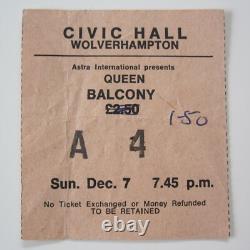 CIVIC HALL
WOLVERHAMPTON
Astra International presents
QUEEN
BALCONY
£2.50
1-50
A 4
Sun. Dec. 7 7.45 p.m.
No Ticket Exchanged or Money Refunded
TO BE RETAINED
ebay